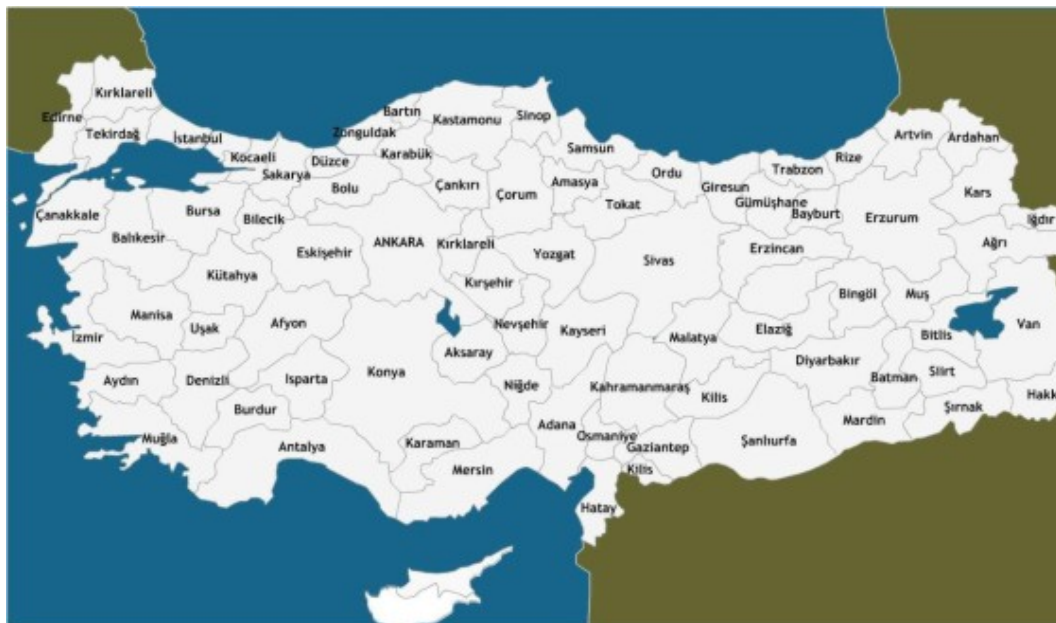 Kırklareli
Edirne
Tekirdağ
İstanbul
Kocaeli
Sakarya
Düzce
Zonguldak
Bartın
Karabük
Kastamonu
Sinop
Samsun
Bolu
Çankırı
Çorum
Amasya
Tokat
Ordu
Giresun
Trabzon
Rize
Artvin
Ardahan
Gümüşhane
Bayburt
Erzurum
Kars
Iğdır
Ağrı
Çanakkale
Balıkesir
Bursa
Bilecik
Eskişehir
ANKARA
Kırklareli
Yozgat
Sivas
Erzincan
Kütahya
Kırşehir
Bingöl
Muş
Van
Bitlis
Manisa
Uşak
Afyon
İzmir
Nevşehir
Kayseri
Malatya
Elazığ
Aksaray
Diyarbakır
Batman
Siirt
Aydın
Denizli
Isparta
Konya
Niğde
Kahramanmaraş
Kilis
Hakk
Burdur
Şırnak
Mardin
Şanlıurfa
Muğla
Antalya
Karaman
Mersin
Adana
Osmaniye
Gaziantep
Kilis
Hatay